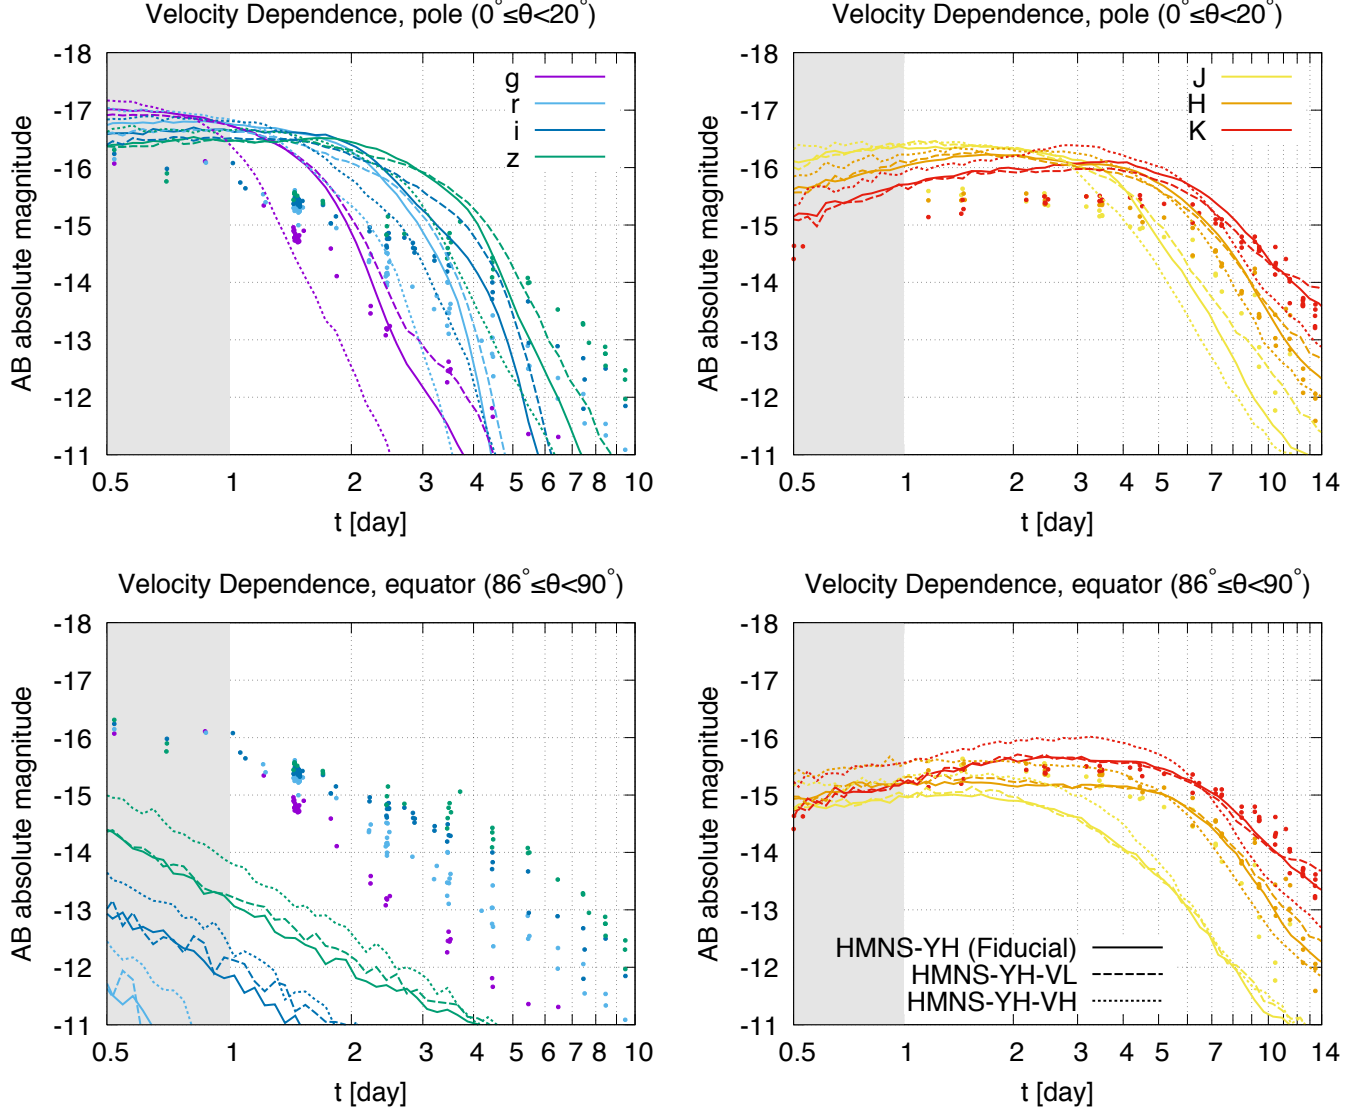 Velocity Dependence, pole (0°≤θ<20°)
-18
-17
-16
-15
-14
-13
-12
-11
AB absolute magnitude
g
r
i
z
0.5 1 2 3 4 5 6 7 8 10
t [day]
Velocity Dependence, pole (0°≤θ<20°)
-18
-17
-16
-15
-14
-13
-12
-11
AB absolute magnitude
J
H
K
0.5 1 2 3 4 5 7 10 14
t [day]
Velocity Dependence, equator (86°≤θ<90°)
-18
-17
-16
-15
-14
-13
-12
-11
AB absolute magnitude
0.5 1 2 3 4 5 6 7 8 10
t [day]
Velocity Dependence, equator (86°≤θ<90°)
-18
-17
-16
-15
-14
-13
-12
-11
AB absolute magnitude
HMNS-YH (Fiducial)
HMNS-YH-VL
HMNS-YH-VH
0.5 1 2 3 4 5 7 10 14
t [day]